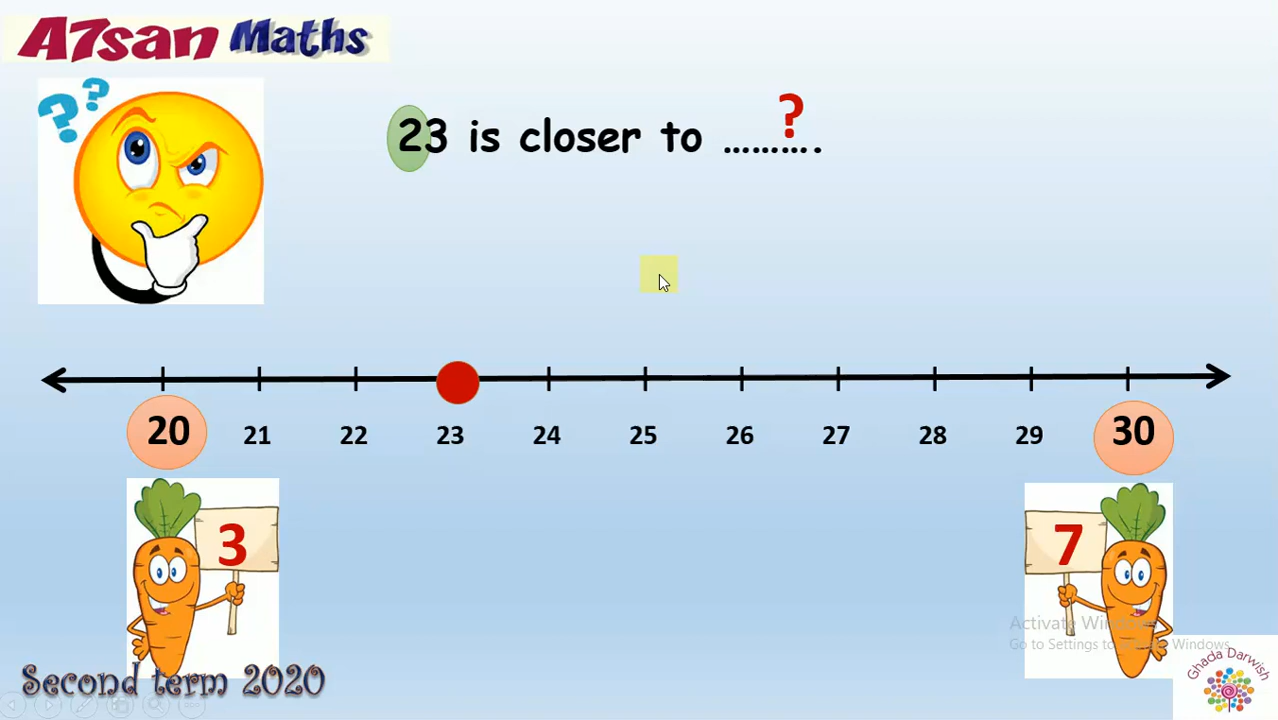 A7san Maths
? ?
23 is closer to ………. ?
20 21 22 23 24 25 26 27 28 29 30
3 7
Activate Windows
Go to Settings to activate Windows.
Second term 2020
Ghada Darwish